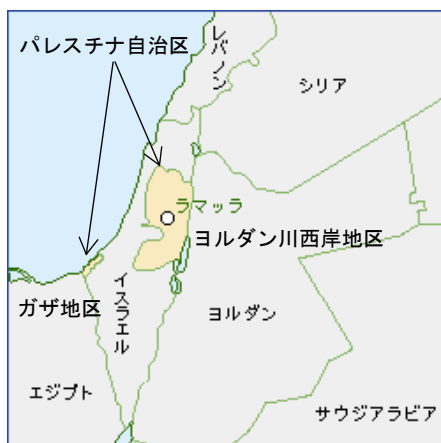 パレスチナ自治区
レバノン
シリア
ラマッラ
ヨルダン川西岸地区
ガザ地区
イスラエル
ヨルダン
エジプト
サウジアラビア